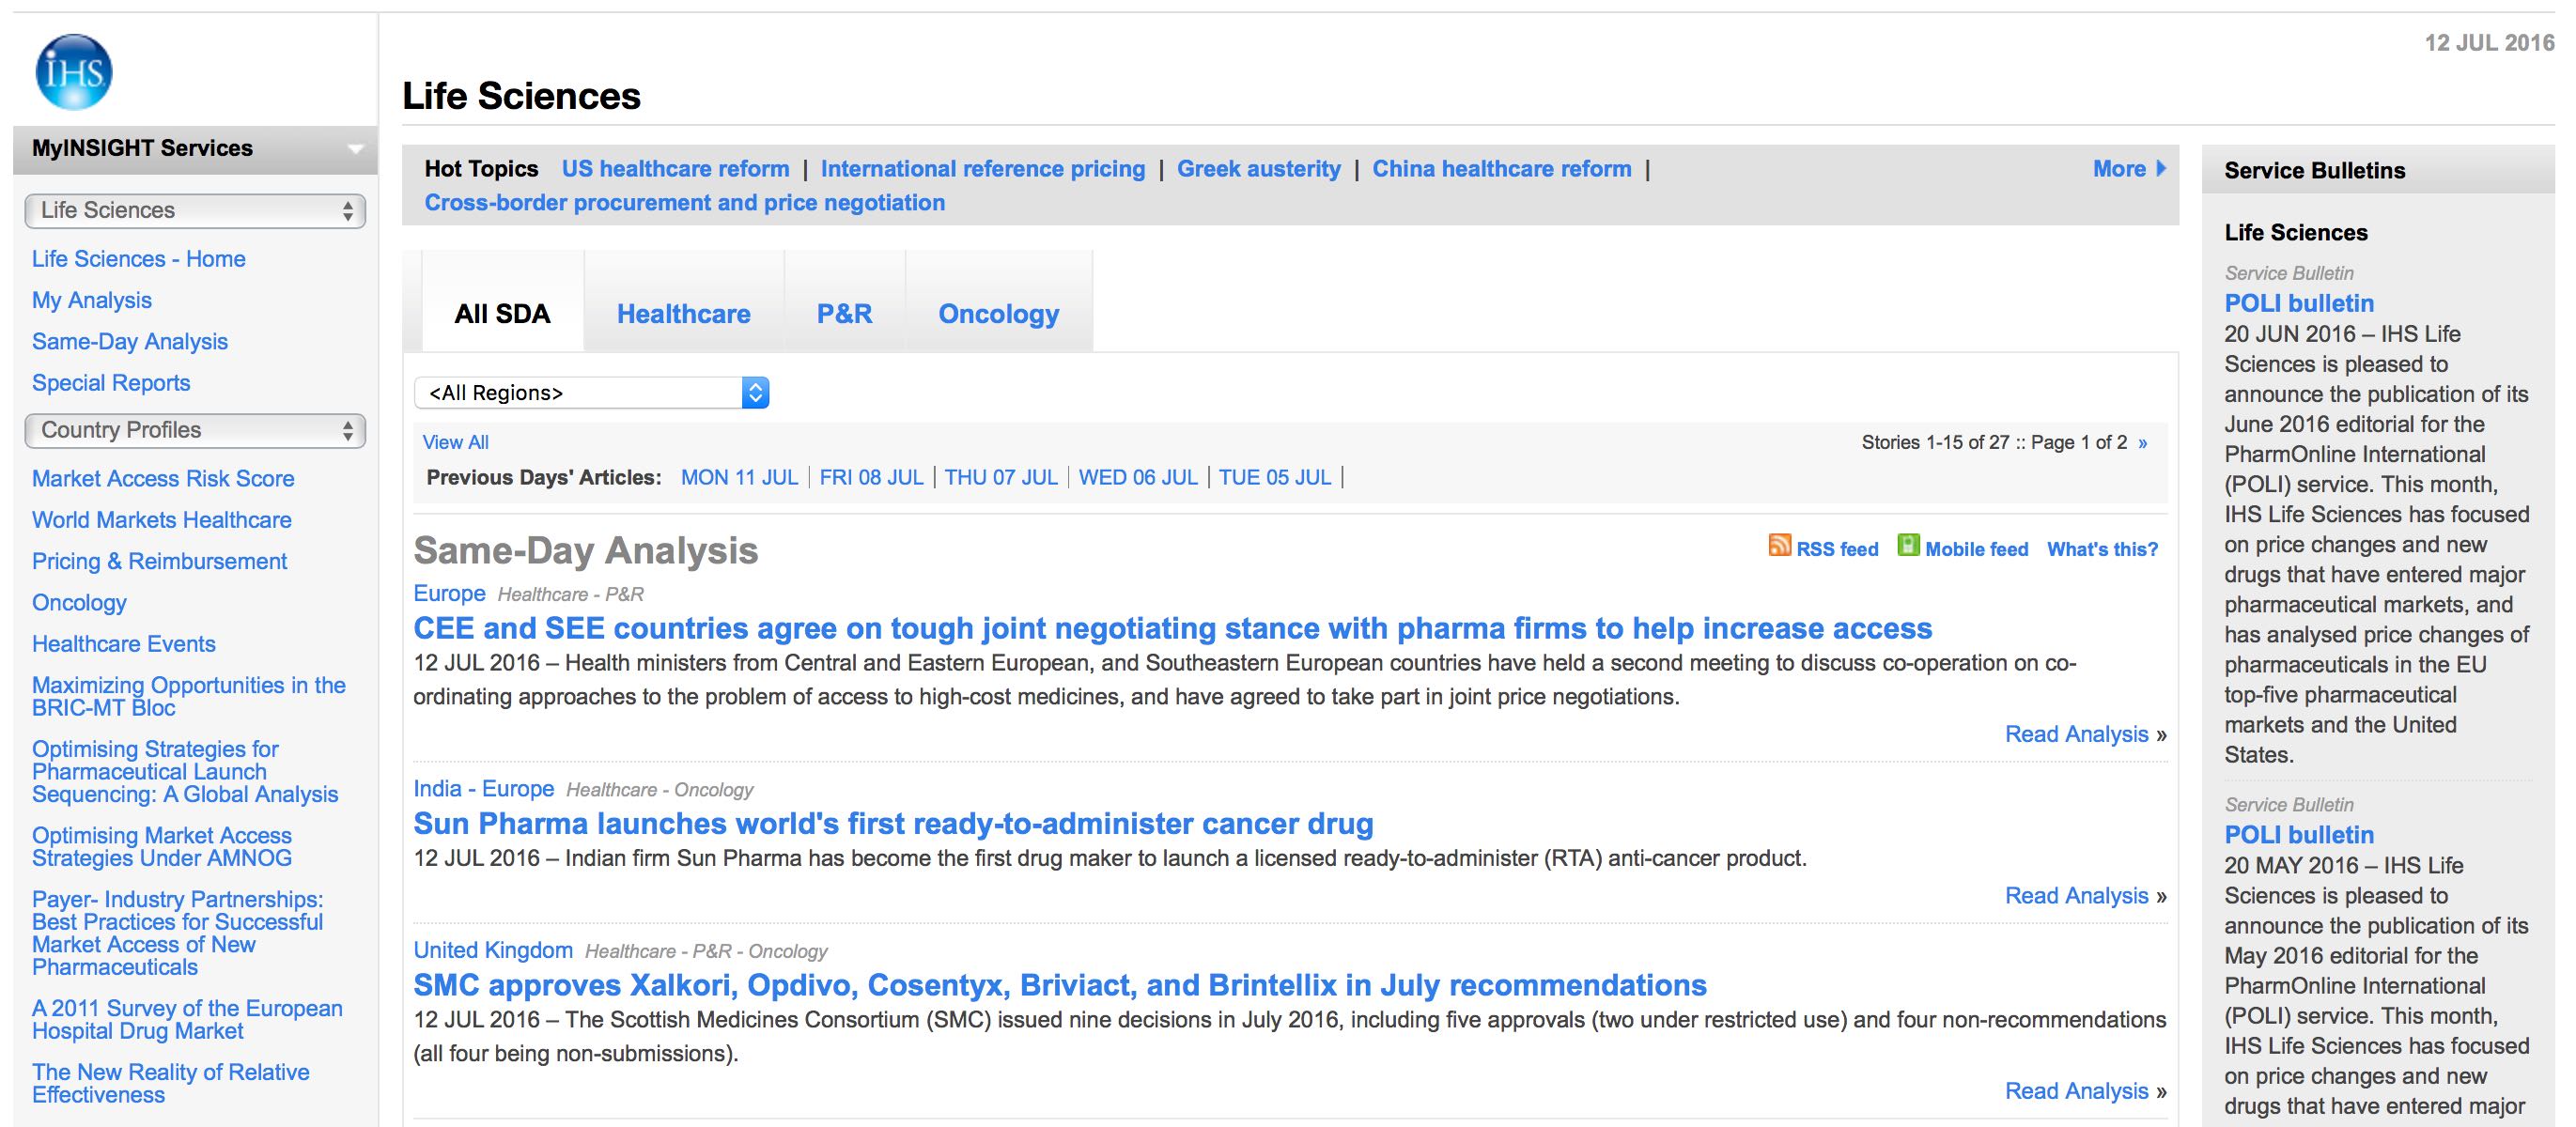 12 JUL 2016
iHS
Life Sciences
MyINSIGHT Services
Life Sciences
Life Sciences - Home
My Analysis
Same-Day Analysis
Special Reports
Country Profiles
Market Access Risk Score
World Markets Healthcare
Pricing & Reimbursement
Oncology
Healthcare Events
Maximizing Opportunities in the
BRIC-MT Bloc
Optimising Strategies for
Pharmaceutical Launch
Sequencing: A Global Analysis
Optimising Market Access
Strategies Under AMNOG
Payer- Industry Partnerships:
Best Practices for Successful
Market Access of New
Pharmaceuticals
A 2011 Survey of the European
Hospital Drug Market
The New Reality of Relative
Effectiveness
Hot Topics US healthcare reform | International reference pricing | Greek austerity | China healthcare reform | More
Cross-border procurement and price negotiation
All SDA Healthcare P&R Oncology
<All Regions>
View All Stories 1-15 of 27 :: Page 1 of 2 »
Previous Days' Articles: MON 11 JUL | FRI 08 JUL | THU 07 JUL | WED 06 JUL | TUE 05 JUL |
Same-Day Analysis RSS feed Mobile feed What's this?
Europe Healthcare - P&R
CEE and SEE countries agree on tough joint negotiating stance with pharma firms to help increase access
12 JUL 2016 – Health ministers from Central and Eastern European, and Southeastern European countries have held a second meeting to discuss co-operation on co-
ordinating approaches to the problem of access to high-cost medicines, and have agreed to take part in joint price negotiations.
Read Analysis »
India - Europe Healthcare - Oncology
Sun Pharma launches world's first ready-to-administer cancer drug
12 JUL 2016 – Indian firm Sun Pharma has become the first drug maker to launch a licensed ready-to-administer (RTA) anti-cancer product.
Read Analysis »
United Kingdom Healthcare - P&R - Oncology
SMC approves Xalkori, Opdivo, Cosentyx, Briviact, and Brintellix in July recommendations
12 JUL 2016 – The Scottish Medicines Consortium (SMC) issued nine decisions in July 2016, including five approvals (two under restricted use) and four non-recommendations
(all four being non-submissions).
Read Analysis »
Service Bulletins
Life Sciences
Service Bulletin
POLI bulletin
20 JUN 2016 – IHS Life
Sciences is pleased to
announce the publication of its
June 2016 editorial for the
PharmOnline International
(POLI) service. This month,
IHS Life Sciences has focused
on price changes and new
drugs that have entered major
pharmaceutical markets, and
has analysed price changes of
pharmaceuticals in the EU
top-five pharmaceutical
markets and the United
States.
Service Bulletin
POLI bulletin
20 MAY 2016 – IHS Life
Sciences is pleased to
announce the publication of its
May 2016 editorial for the
PharmOnline International
(POLI) service. This month,
IHS Life Sciences has focused
on price changes and new
drugs that have entered major